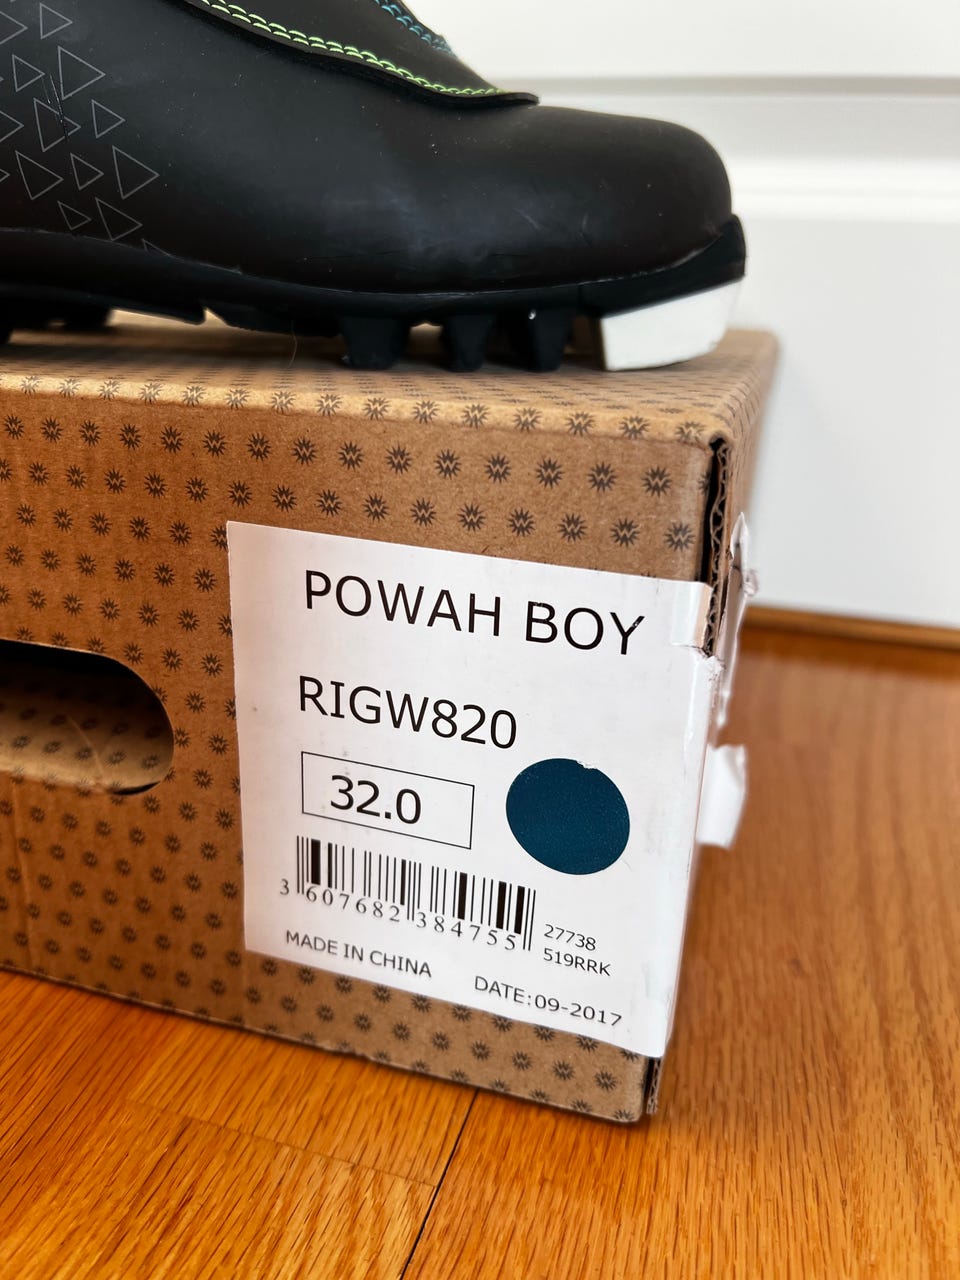 POWAH BOY
RIGW820
32.0
3 607682 384755
27738
519RRK
MADE IN CHINA
DATE:09-2017